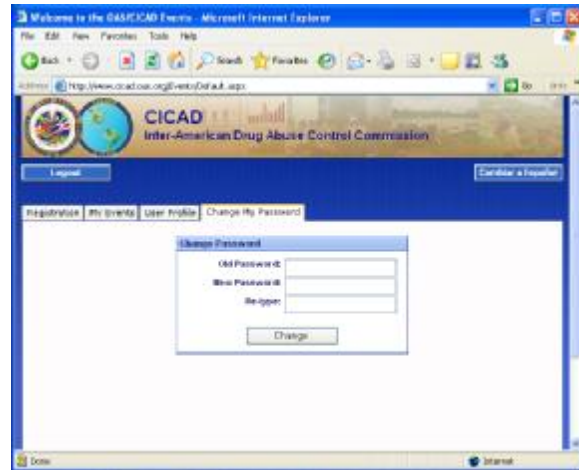 Welcome to the OAS/CICAD Events - Microsoft Internet Explorer
File Edit View Favorites Tools Help
Back Search Favorites
Address http://www.cicad.oas.org/Events/Default.aspx Go
CICAD
Inter-American Drug Abuse Control Commission
Logout Cambiar a Español
Registration My Events User Profile Change My Password
Change Password
Old Password:
New Password:
Re-type:
Change
Done Internet